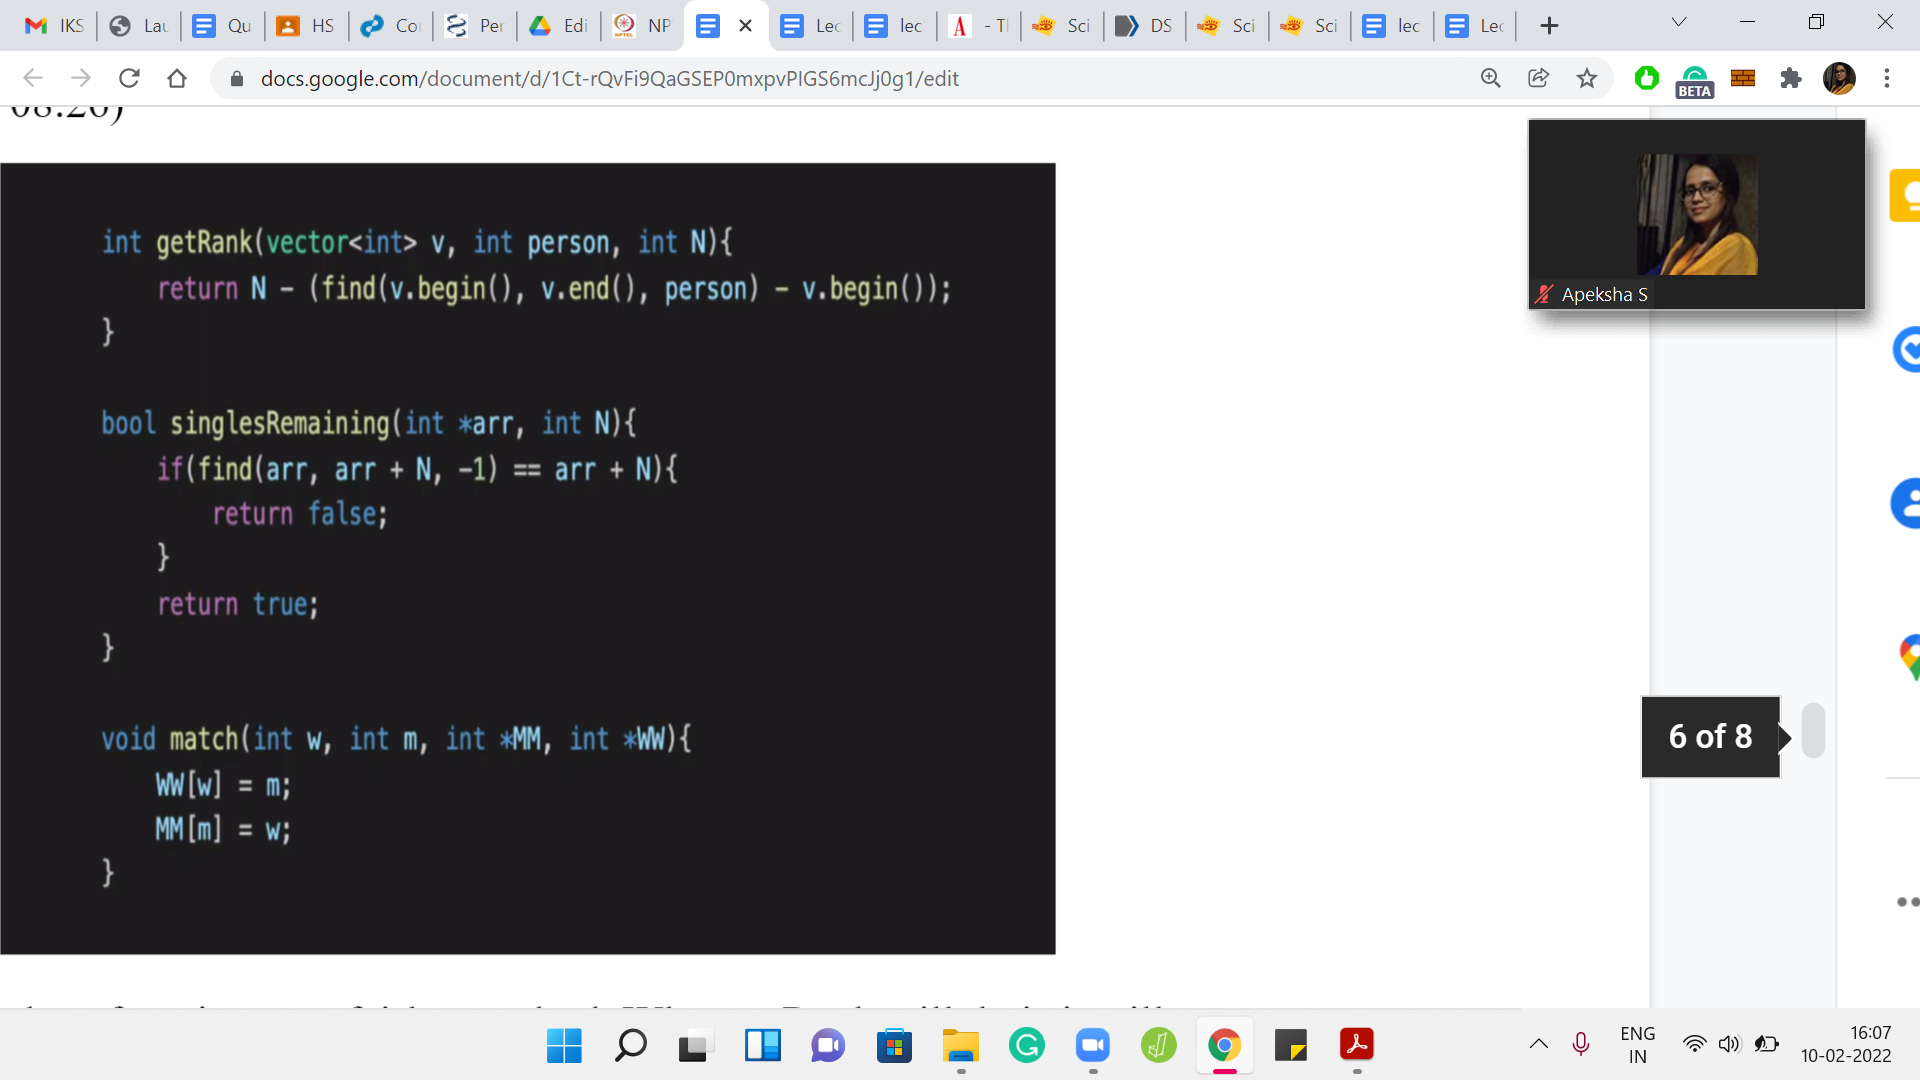 IKS Lau Qu HS Cor Per Edi NP Lec lec - Tl Sci DS Sci Sci lec Lec
docs.google.com/document/d/1Ct-rQvFi9QaGSEP0mxpvPIGS6mcJj0g1/edit
BETA
08:20)
int getRank(vector<int> v, int person, int N){
return N - (find(v.begin(), v.end(), person) - v.begin());
}
bool singlesRemaining(int *arr, int N){
if(find(arr, arr + N, -1) == arr + N){
return false;
}
return true;
}
void match(int w, int m, int *MM, int *WW){
WW[w] = m;
MM[m] = w;
}
Apeksha S
6 of 8
ENG
IN
16:07
10-02-2022